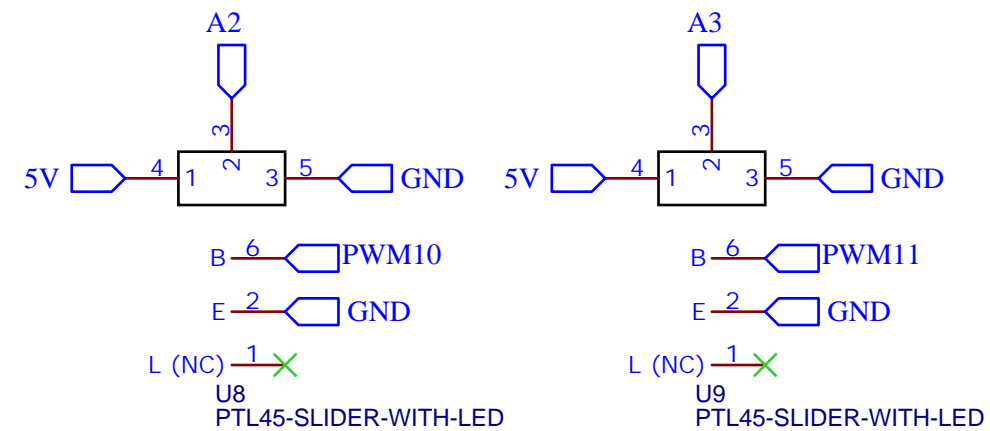 A2
3
5V 4 1 2 3 5 GND
B 6 PWM10
E 2 GND
L (NC) 1
U8
PTL45-SLIDER-WITH-LED
A3
3
5V 4 1 2 3 5 GND
B 6 PWM11
E 2 GND
L (NC) 1
U9
PTL45-SLIDER-WITH-LED